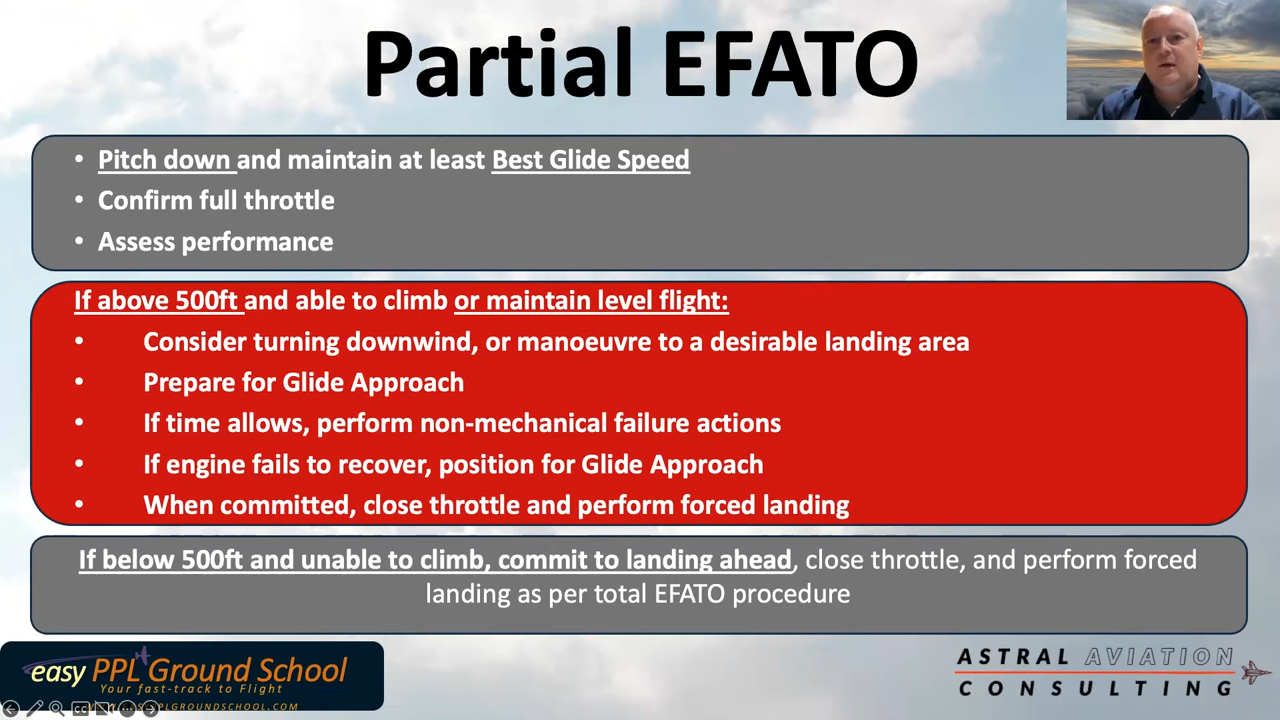 Partial EFATO
• Pitch down and maintain at least Best Glide Speed
• Confirm full throttle
• Assess performance
If above 500ft and able to climb or maintain level flight:
• Consider turning downwind, or manoeuvre to a desirable landing area
• Prepare for Glide Approach
• If time allows, perform non-mechanical failure actions
• If engine fails to recover, position for Glide Approach
• When committed, close throttle and perform forced landing
If below 500ft and unable to climb, commit to landing ahead, close throttle, and perform forced
landing as per total EFATO procedure
easy PPL Ground School
Your fast-track to Flight
ASTRAL AVIATION
CONSULTING